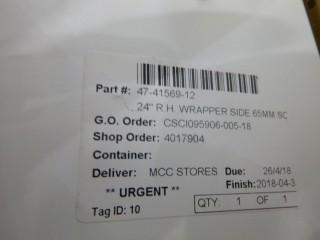 Part #: 47-41569-12
24" R.H. WRAPPER SIDE 65MM SC
G.O. Order: CSCI095906-005-18
Shop Order: 4017904
Container:
Deliver: MCC STORES Due: 26/4/18
** URGENT ** Finish: 2018-04-3
Tag ID: 10 QTY: 1 OF 1